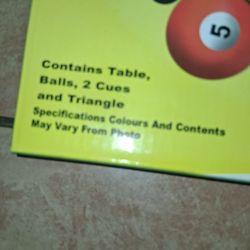 5
Contains Table,
Balls, 2 Cues
and Triangle
Specifications Colours And Contents
May Vary From Photo